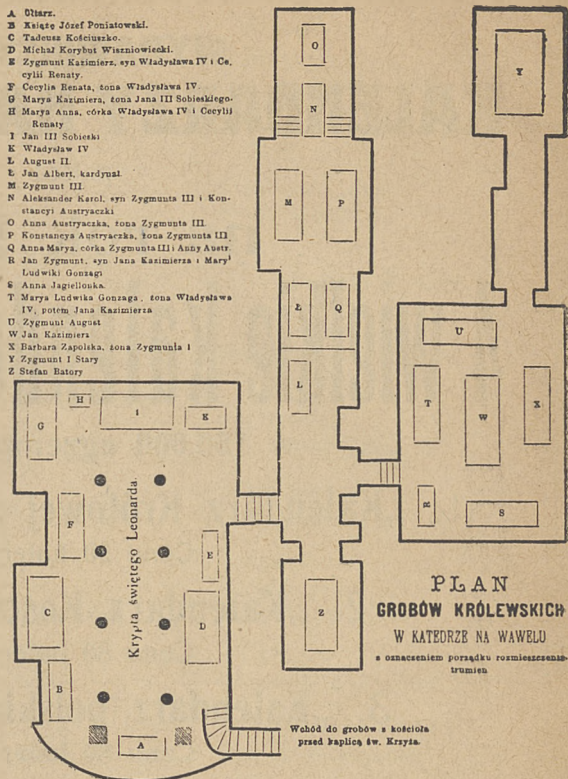 A Ołtarz.
B Książę Józef Poniatowski.
C Tadeusz Kościuszko.
D Michał Korybut Wiszniowiecki.
E Zygmunt Kazimierz, syn Władysława IV i Ce,
cylii Renaty.
F Cecylia Renata, żona Władysława IV.
G Marya Kazimiera, żona Jana III Sobieskiego.
H Marya Anna, córka Władysława IV i Cecylii
Renaty
I Jan III Sobieski
K Władysław IV
L August II.
Ł Jan Albert, kardynał.
M Zygmunt III.
N Aleksander Karol, syn Zygmunta III i Kon-
stancyi Austryaczki
O Anna Austryaczka, żona Zygmunta III.
P Konstancya Austryaczka, żona Zygmunta III.
Q Anna Marya, córka Zygmunta III i Anny Austr.
R Jan Zygmunt, syn Jana Kazimierza i Maryi
Ludwiki Gonzagi
S Anna Jagiellonka.
T Marya Ludwika Gonzaga, żona Władysława
IV, potem Jana Kazimierza
U Zygmunt August
W Jan Kazimierz
X Barbara Zapolska, żona Zygmunta I
Y Zygmunt I Stary
Z Stefan Batory
O
N
M P
Ł Q
L
Y
U
T W X
R S
G H I K
F
E
C
D
B
A
Z
Krypta świętego Leonarda.
PLAN
GROBÓW KRÓLEWSKICH
W KATEDRZE NA WAWELU
z oznaczeniem porządku rozmieszczenia
trumien
Wchód do grobów z kościoła
przed kaplicą św. Krzyża.